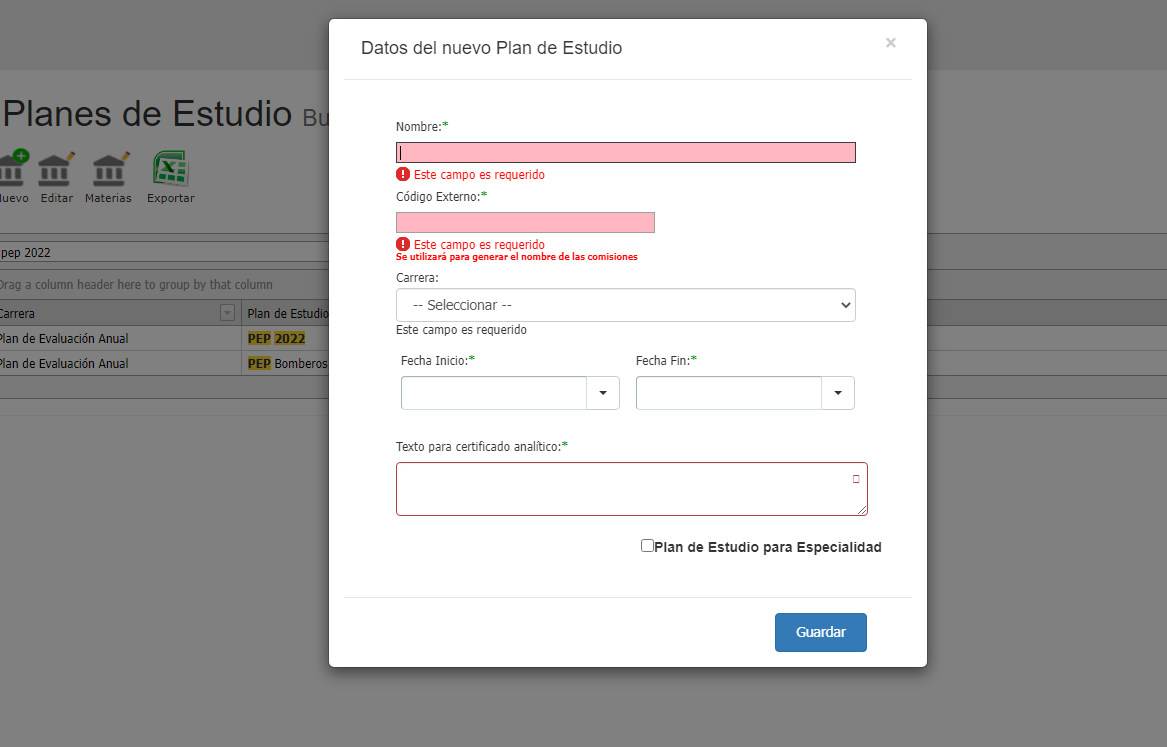 Datos del nuevo Plan de Estudio
×
Planes de Estudio Bu
Nuevo Editar Materias Exportar
pep 2022
Drag a column header here to group by that column
Carrera Plan de Estudio
Plan de Evaluación Anual PEP 2022
Plan de Evaluación Anual PEP Bomberos
Nombre:*
Este campo es requerido
Código Externo:*
Este campo es requerido
Se utilizará para generar el nombre de las comisiones
Carrera:
-- Seleccionar --
Este campo es requerido
Fecha Inicio:* Fecha Fin:*
Texto para certificado analítico:*
Plan de Estudio para Especialidad
Guardar